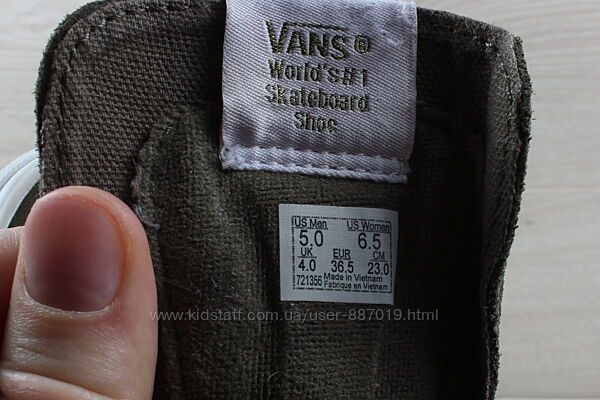 VANS®
World's #1
Skateboard
Shoe
US Men US Women
5.0 6.5
UK EUR CM
4.0 36.5 23.0
721356 Made in Vietnam
Fabrique en Vietnam
www.kidstaff.com.ua/user-887019.html